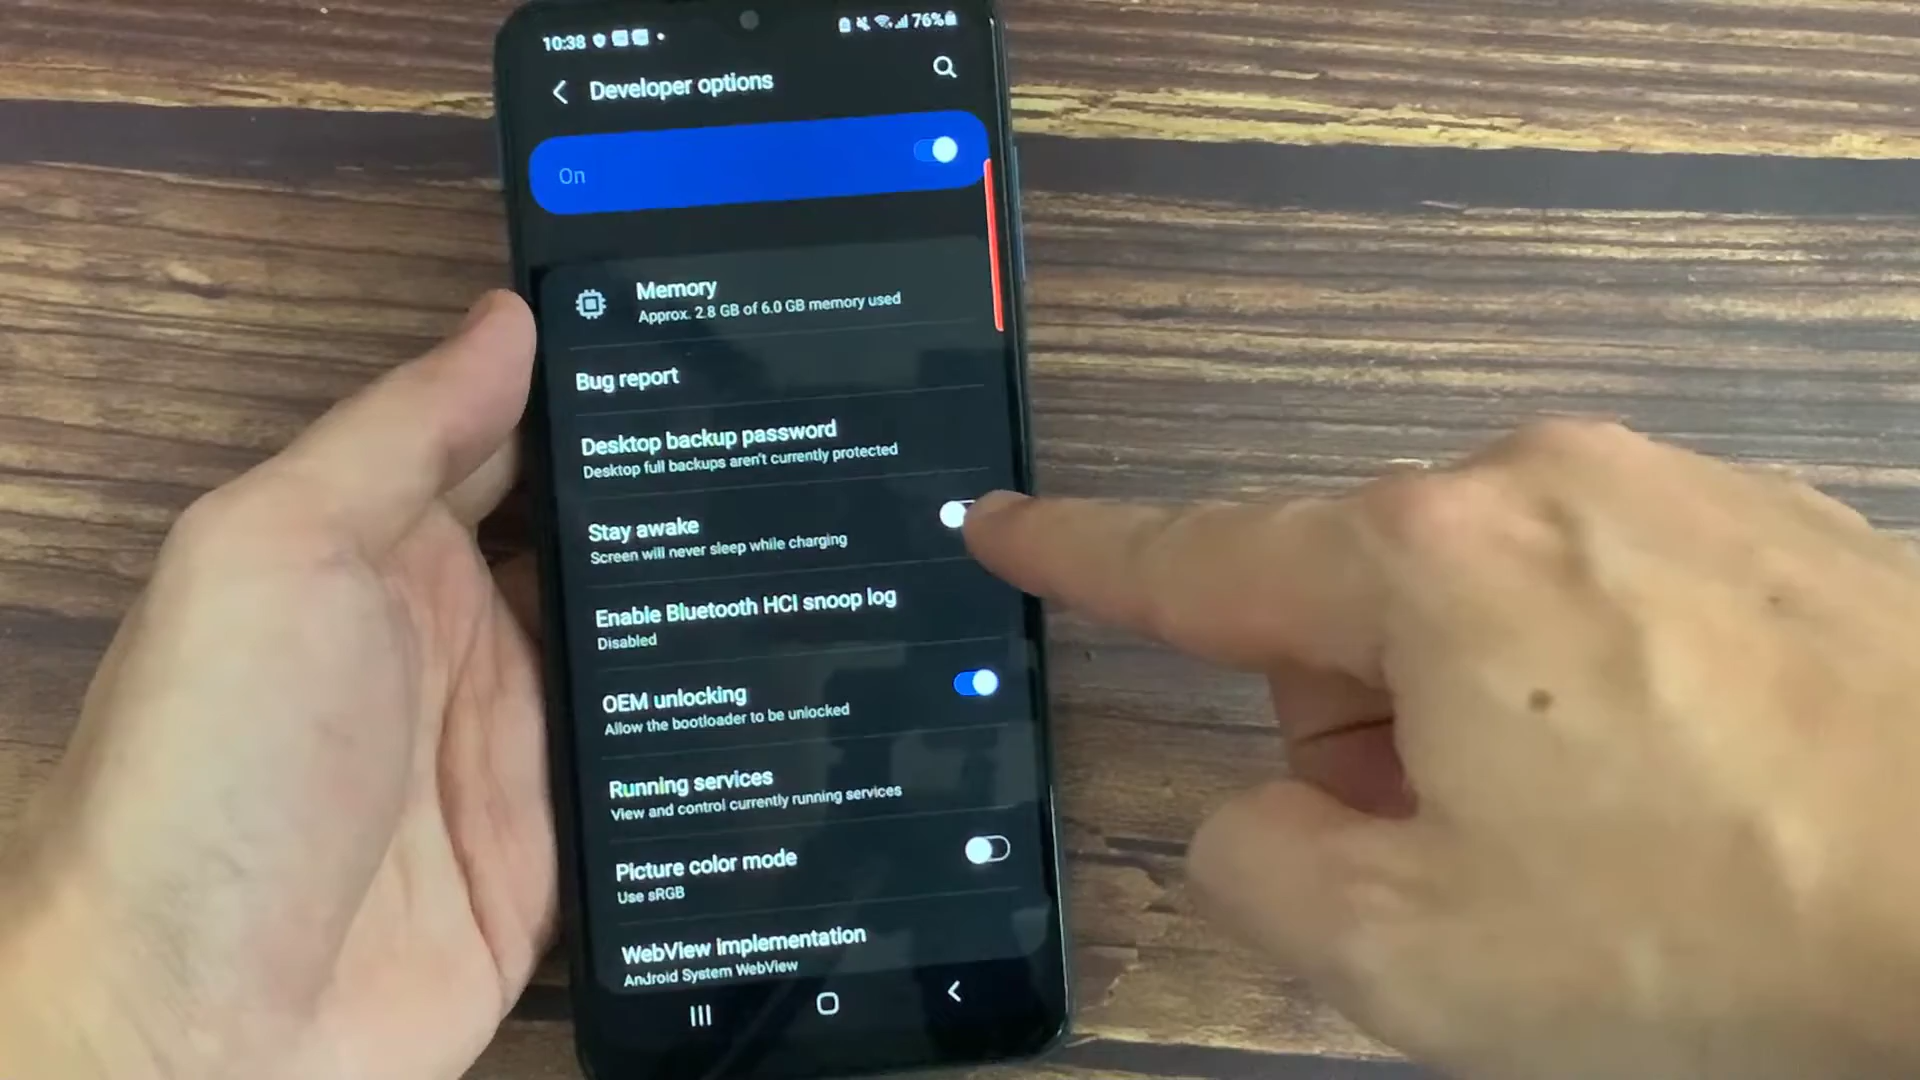 10:38
76%
Developer options
On
Memory
Approx. 2.8 GB of 6.0 GB memory used
Bug report
Desktop backup password
Desktop full backups aren't currently protected
Stay awake
Screen will never sleep while charging
Enable Bluetooth HCI snoop log
Disabled
OEM unlocking
Allow the bootloader to be unlocked
Running services
View and control currently running services
Picture color mode
Use sRGB
WebView implementation
Android System WebView